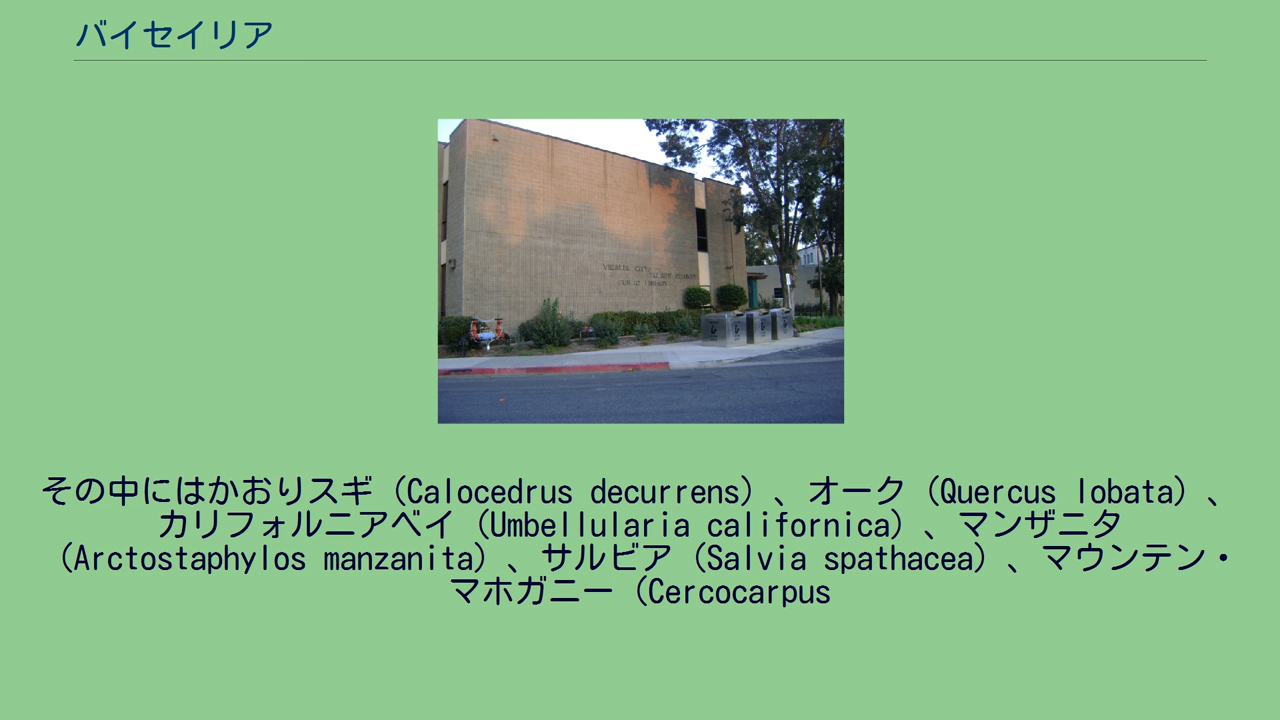 バイセイリア
その中にはかおりスギ（Calocedrus decurrens）、オーク（Quercus lobata）、
カリフォルニアベイ（Umbellularia californica）、マンザニタ
（Arctostaphylos manzanita）、サルビア（Salvia spathacea）、マウンテン・
マホガニー（Cercocarpus